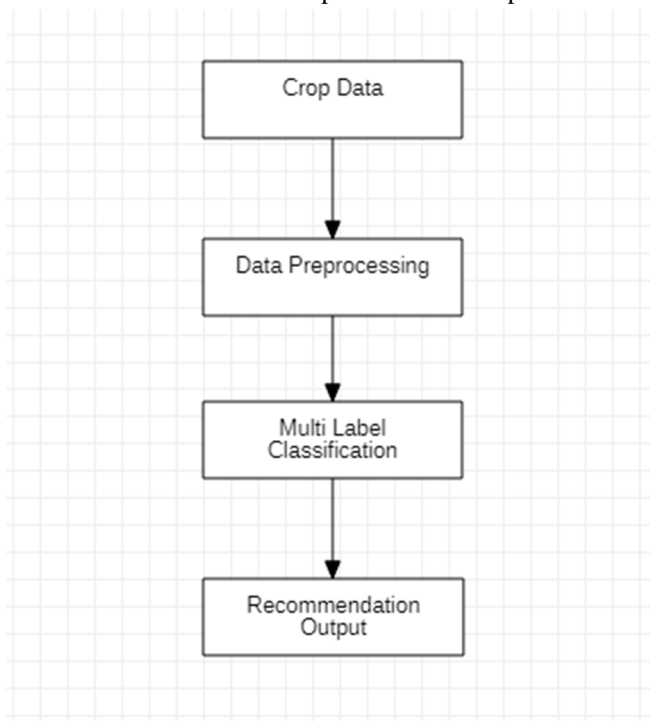 Crop Data
Data Preprocessing
Multi Label
Classification
Recommendation
Output